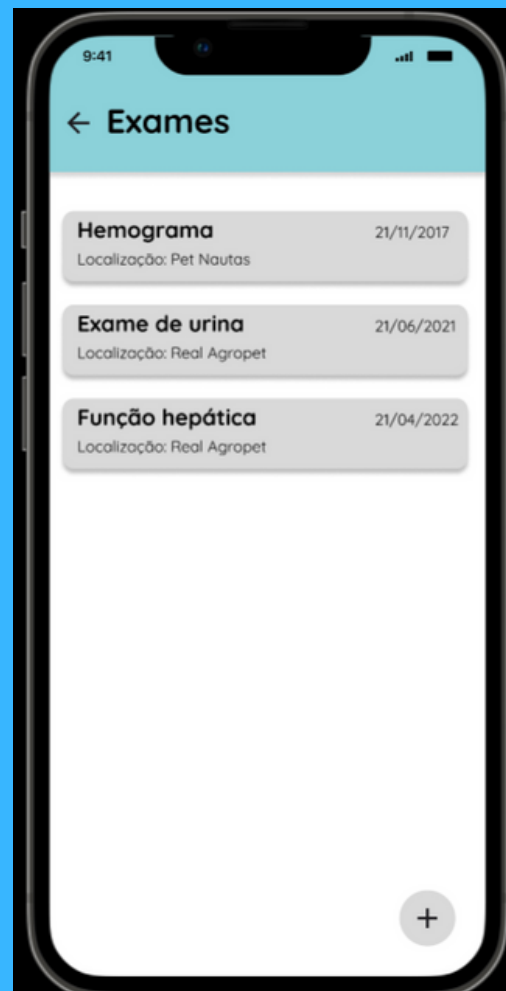 9:41
← Exames
Hemograma 21/11/2017
Localização: Pet Nautas
Exame de urina 21/06/2021
Localização: Real Agropet
Função hepática 21/04/2022
Localização: Real Agropet
+